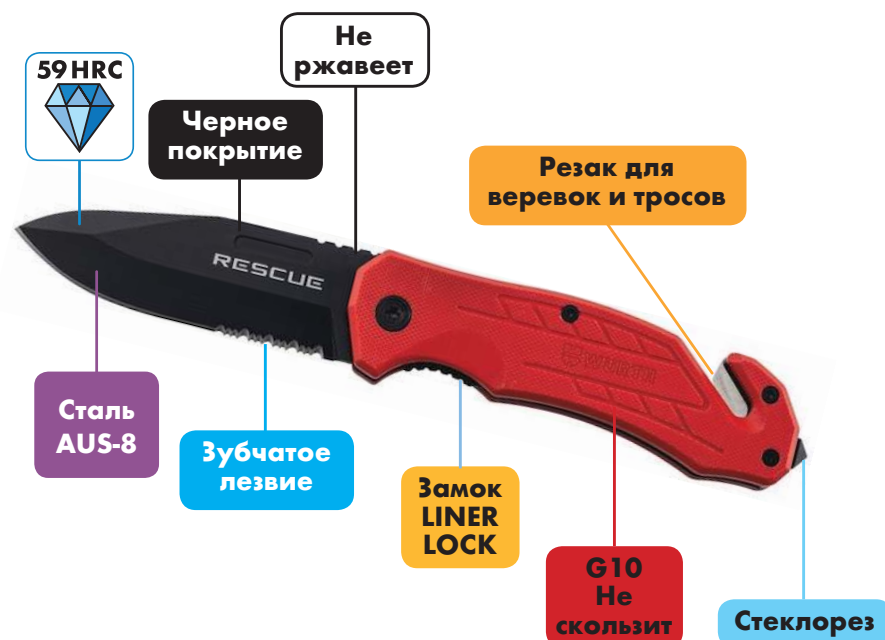 59 HRC
Не
ржавеет
Черное
покрытие
Резак для
веревок и тросов
RESCUE
WÜRTH
Сталь
AUS-8
Зубчатое
лезвие
Замок
LINER
LOCK
G10
Не
скользит
Стеклорез